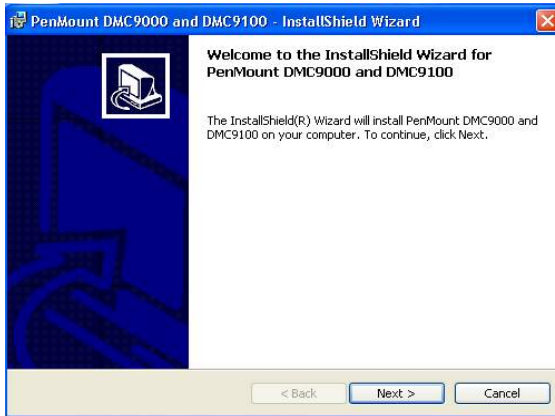 PenMount DMC9000 and DMC9100 - InstallShield Wizard
Welcome to the InstallShield Wizard for
PenMount DMC9000 and DMC9100
The InstallShield(R) Wizard will install PenMount DMC9000 and
DMC9100 on your computer. To continue, click Next.
< Back
Next >
Cancel